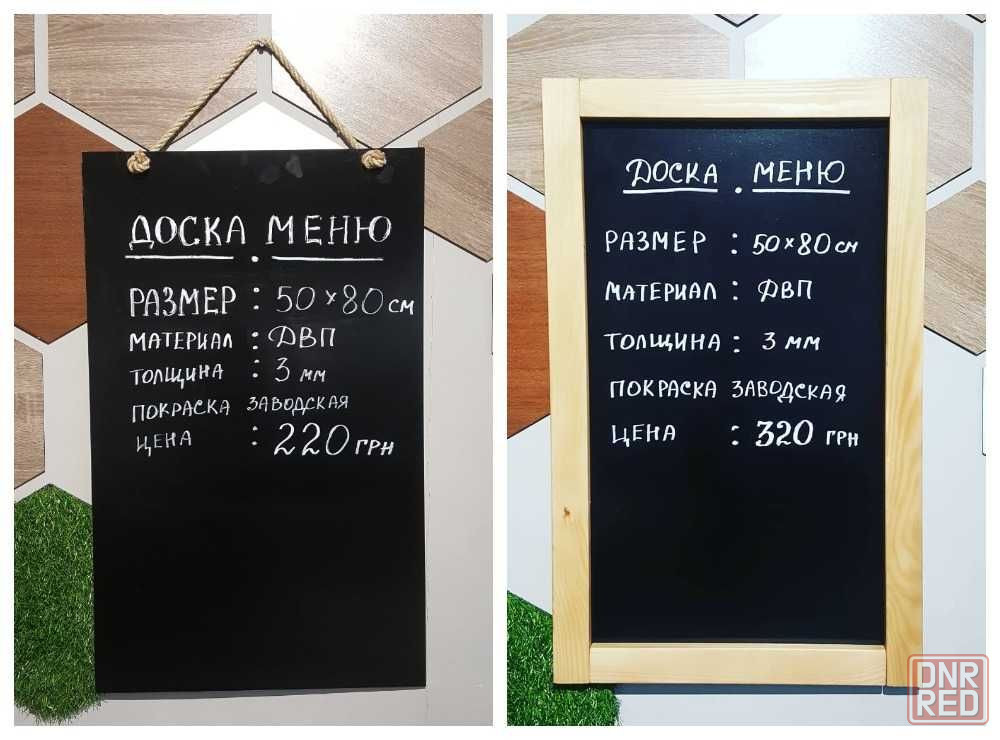 ДОСКА . МЕНЮ
РАЗМЕР : 50×80 см
МАТЕРИАЛ : ДВП
ТОЛЩИНА : 3 мм
ПОКРАСКА ЗАВОДСКАЯ
ЦЕНА : 220 ГРН
ДОСКА . МЕНЮ
РАЗМЕР : 50×80 см
МАТЕРИАЛ : ДВП
ТОЛЩИНА : 3 мм
ПОКРАСКА ЗАВОДСКАЯ
ЦЕНА : 320 ГРН
DNR
RED